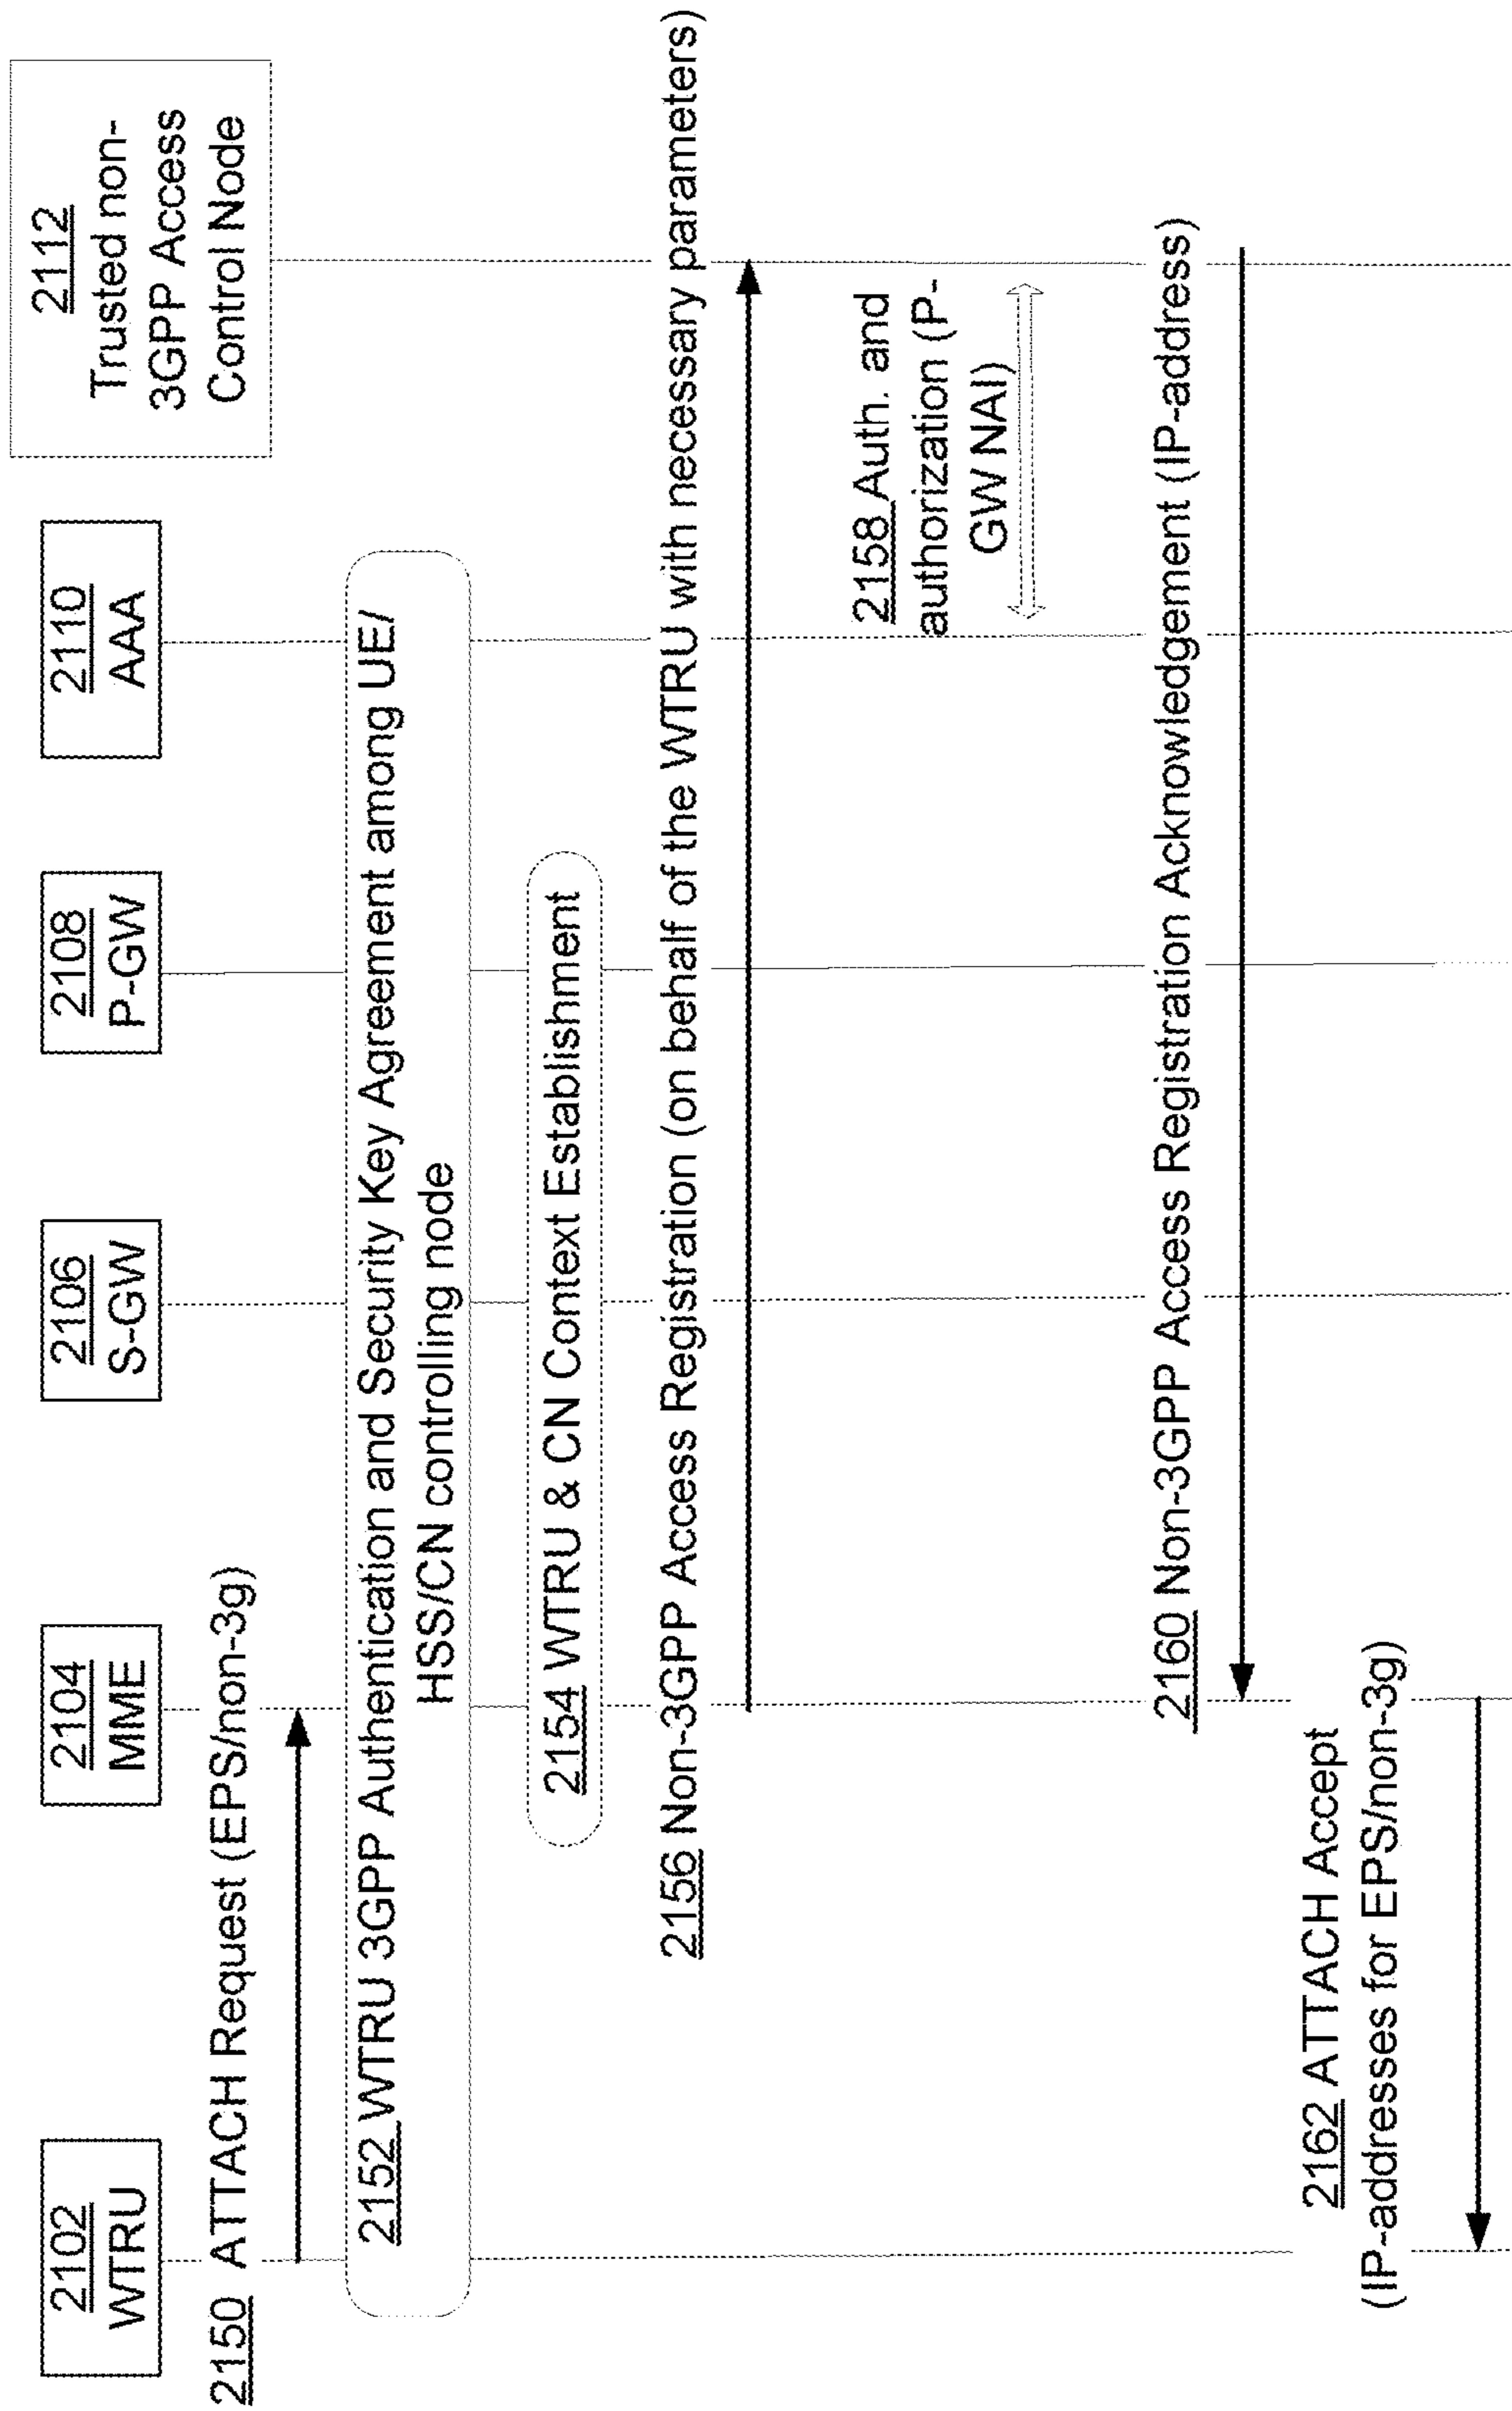 2102
WTRU
2104
MME
2106
S-GW
2108
P-GW
2110
AAA
2112
Trusted non-
3GPP Access
Control Node
2150 ATTACH Request (EPS/non-3g)
2152 WTRU 3GPP Authentication and Security Key Agreement among UE/
HSS/CN controlling node
2154 WTRU & CN Context Establishment
2156 Non-3GPP Access Registration (on behalf of the WTRU with necessary parameters)
2158 Auth. and
authorization (P-
GW NAI)
2160 Non-3GPP Access Registration Acknowledgement (IP-address)
2162 ATTACH Accept
(IP-addresses for EPS/non-3g)